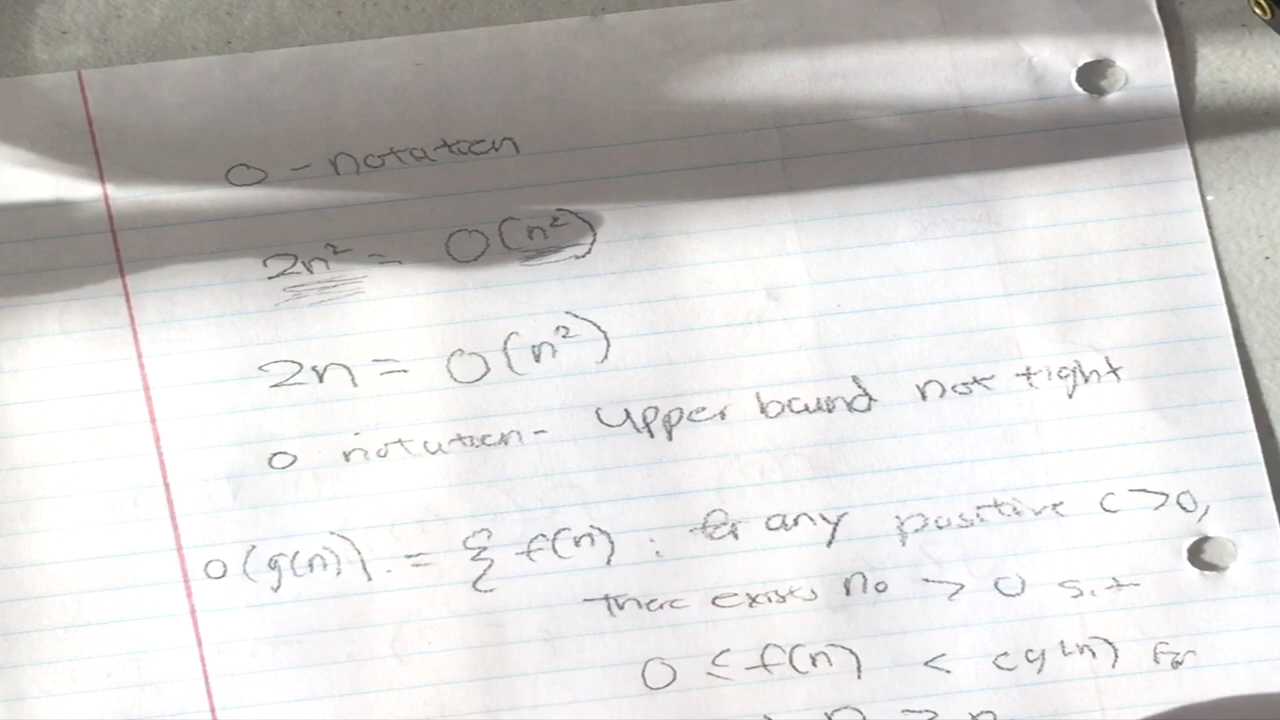 o - notation
2n² = O(n²)
2n = O(n²)
o notation - upper bound not tight
o(g(n)) = { f(n) : for any positive c > 0,
there exists n₀ > 0 s.t
0 ≤ f(n) < cg(n) for